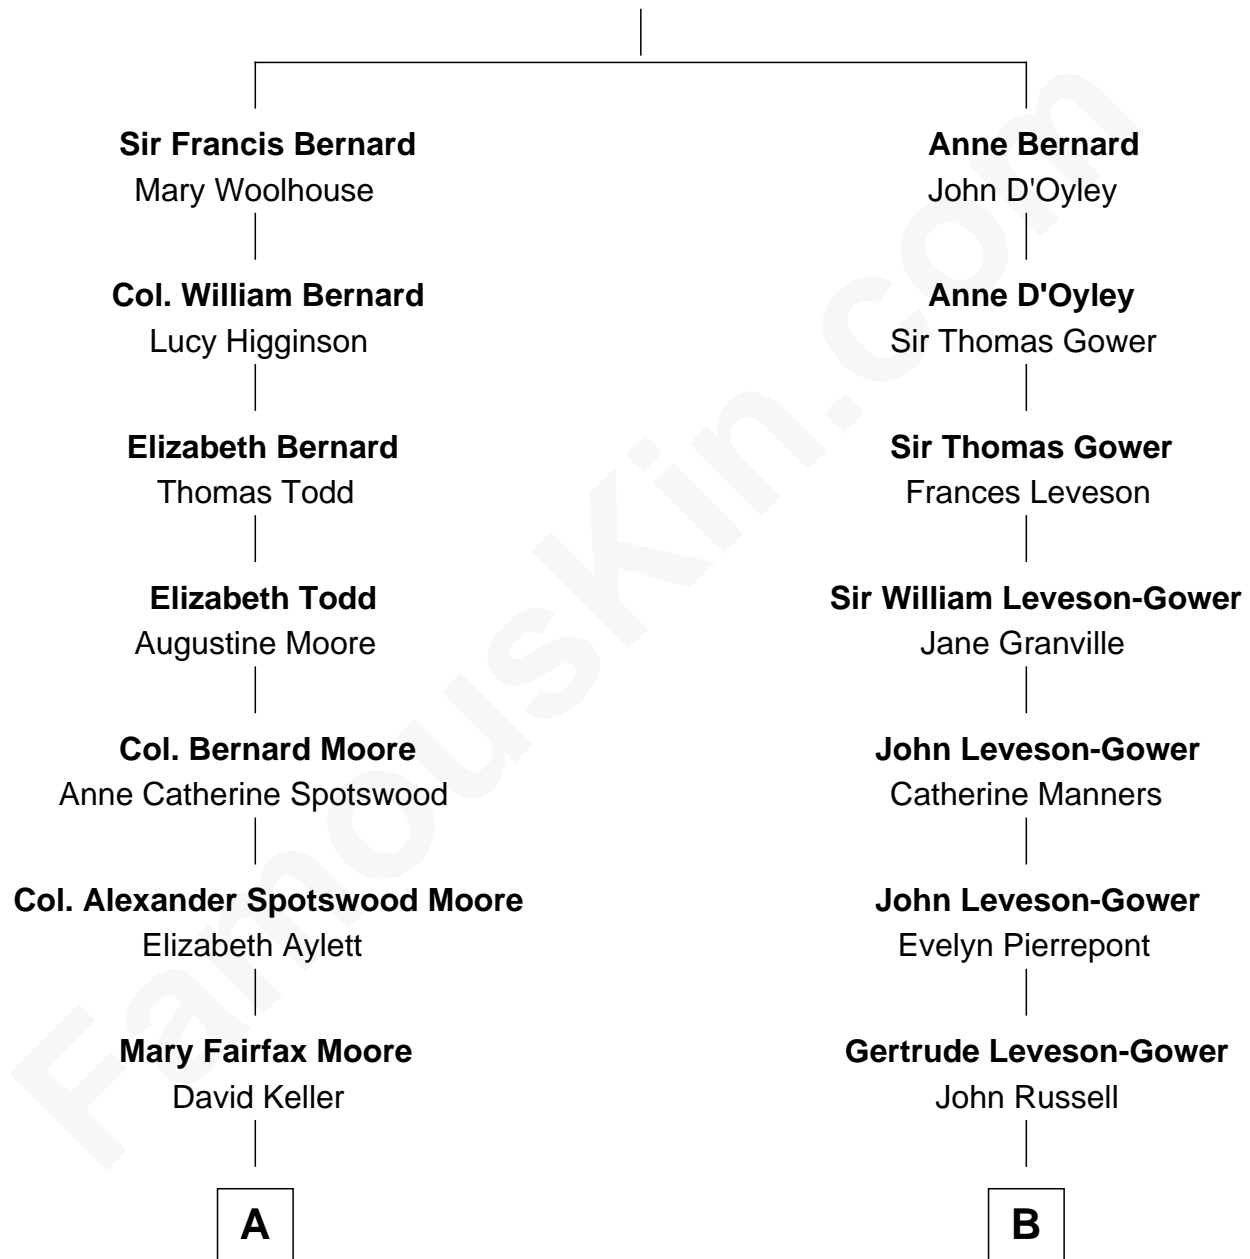 Sir Francis Bernard
Mary Woolhouse
Col. William Bernard
Lucy Higginson
Elizabeth Bernard
Thomas Todd
Elizabeth Todd
Augustine Moore
Col. Bernard Moore
Anne Catherine Spotswood
Col. Alexander Spotswood Moore
Elizabeth Aylett
Mary Fairfax Moore
David Keller
A
Anne Bernard
John D'Oyley
Anne D'Oyley
Sir Thomas Gower
Sir Thomas Gower
Frances Leveson
Sir William Leveson-Gower
Jane Granville
John Leveson-Gower
Catherine Manners
John Leveson-Gower
Evelyn Pierrepont
Gertrude Leveson-Gower
John Russell
B
FamousKin.com